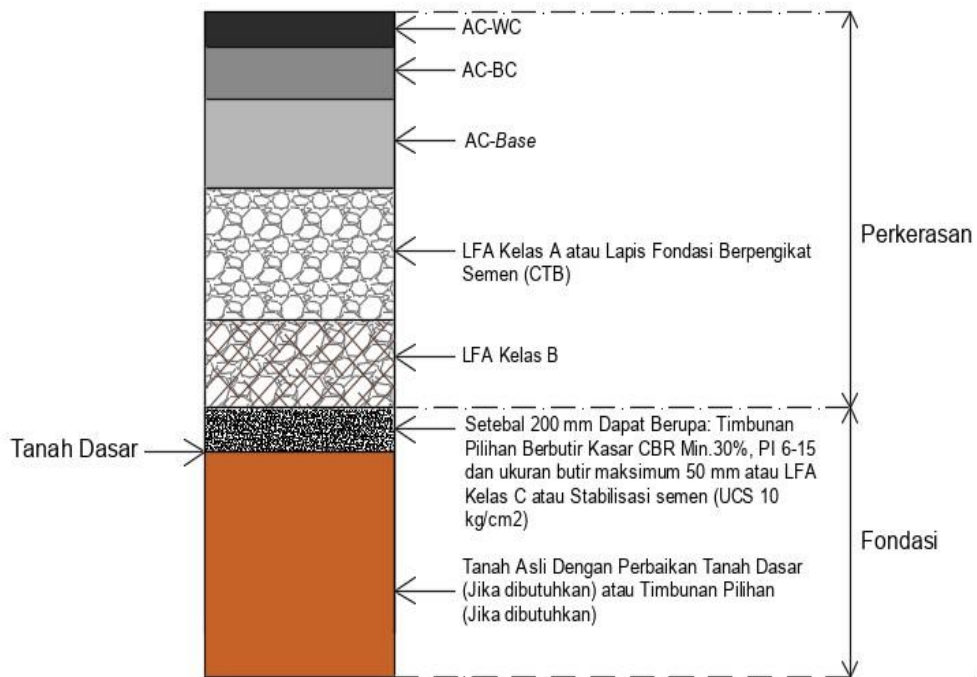 AC-WC
AC-BC
AC-Base
LFA Kelas A atau Lapis Fondasi Berpengikat
Semen (CTB)
Perkerasan
LFA Kelas B
Tanah Dasar
Setebal 200 mm Dapat Berupa: Timbunan
Pilihan Berbutir Kasar CBR Min.30%, PI 6-15
dan ukuran butir maksimum 50 mm atau LFA
Kelas C atau Stabilisasi semen (UCS 10
kg/cm2)
Fondasi
Tanah Asli Dengan Perbaikan Tanah Dasar
(Jika dibutuhkan) atau Timbunan Pilihan
(Jika dibutuhkan)